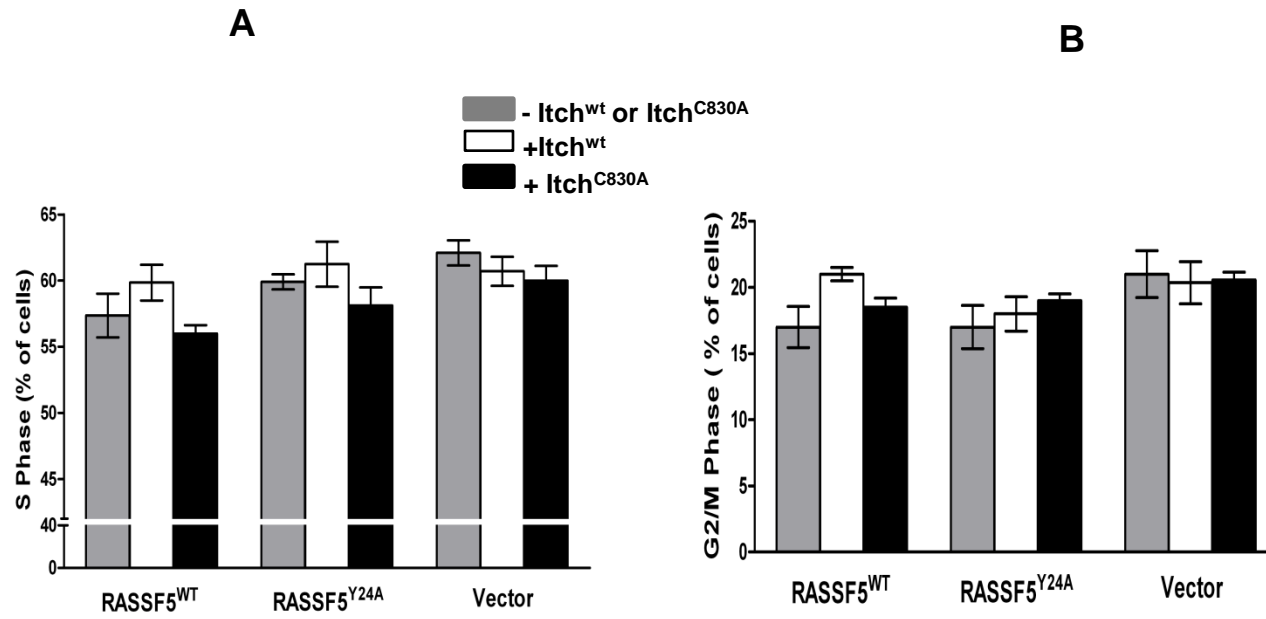 A
B
- Itchwt or ItchC830A
+Itchwt
+ ItchC830A
S Phase (% of cells)
65
60
55
50
45
40
0
RASSF5WT
RASSF5Y24A
Vector
G2/M Phase ( % of cells)
25
20
15
10
5
0
RASSF5WT
RASSF5Y24A
Vector